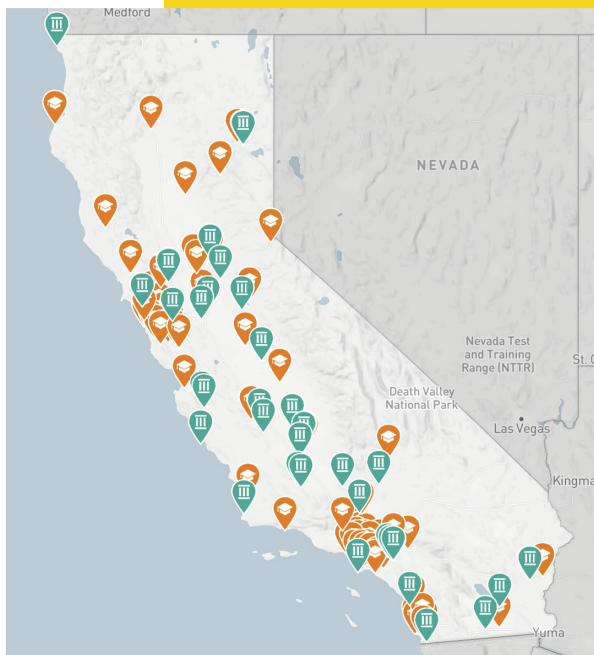 Medford
NEVADA
Nevada Test
and Training
Range (NTTR)
St.
Death Valley
National Park
Las Vegas
Kingma
Yuma